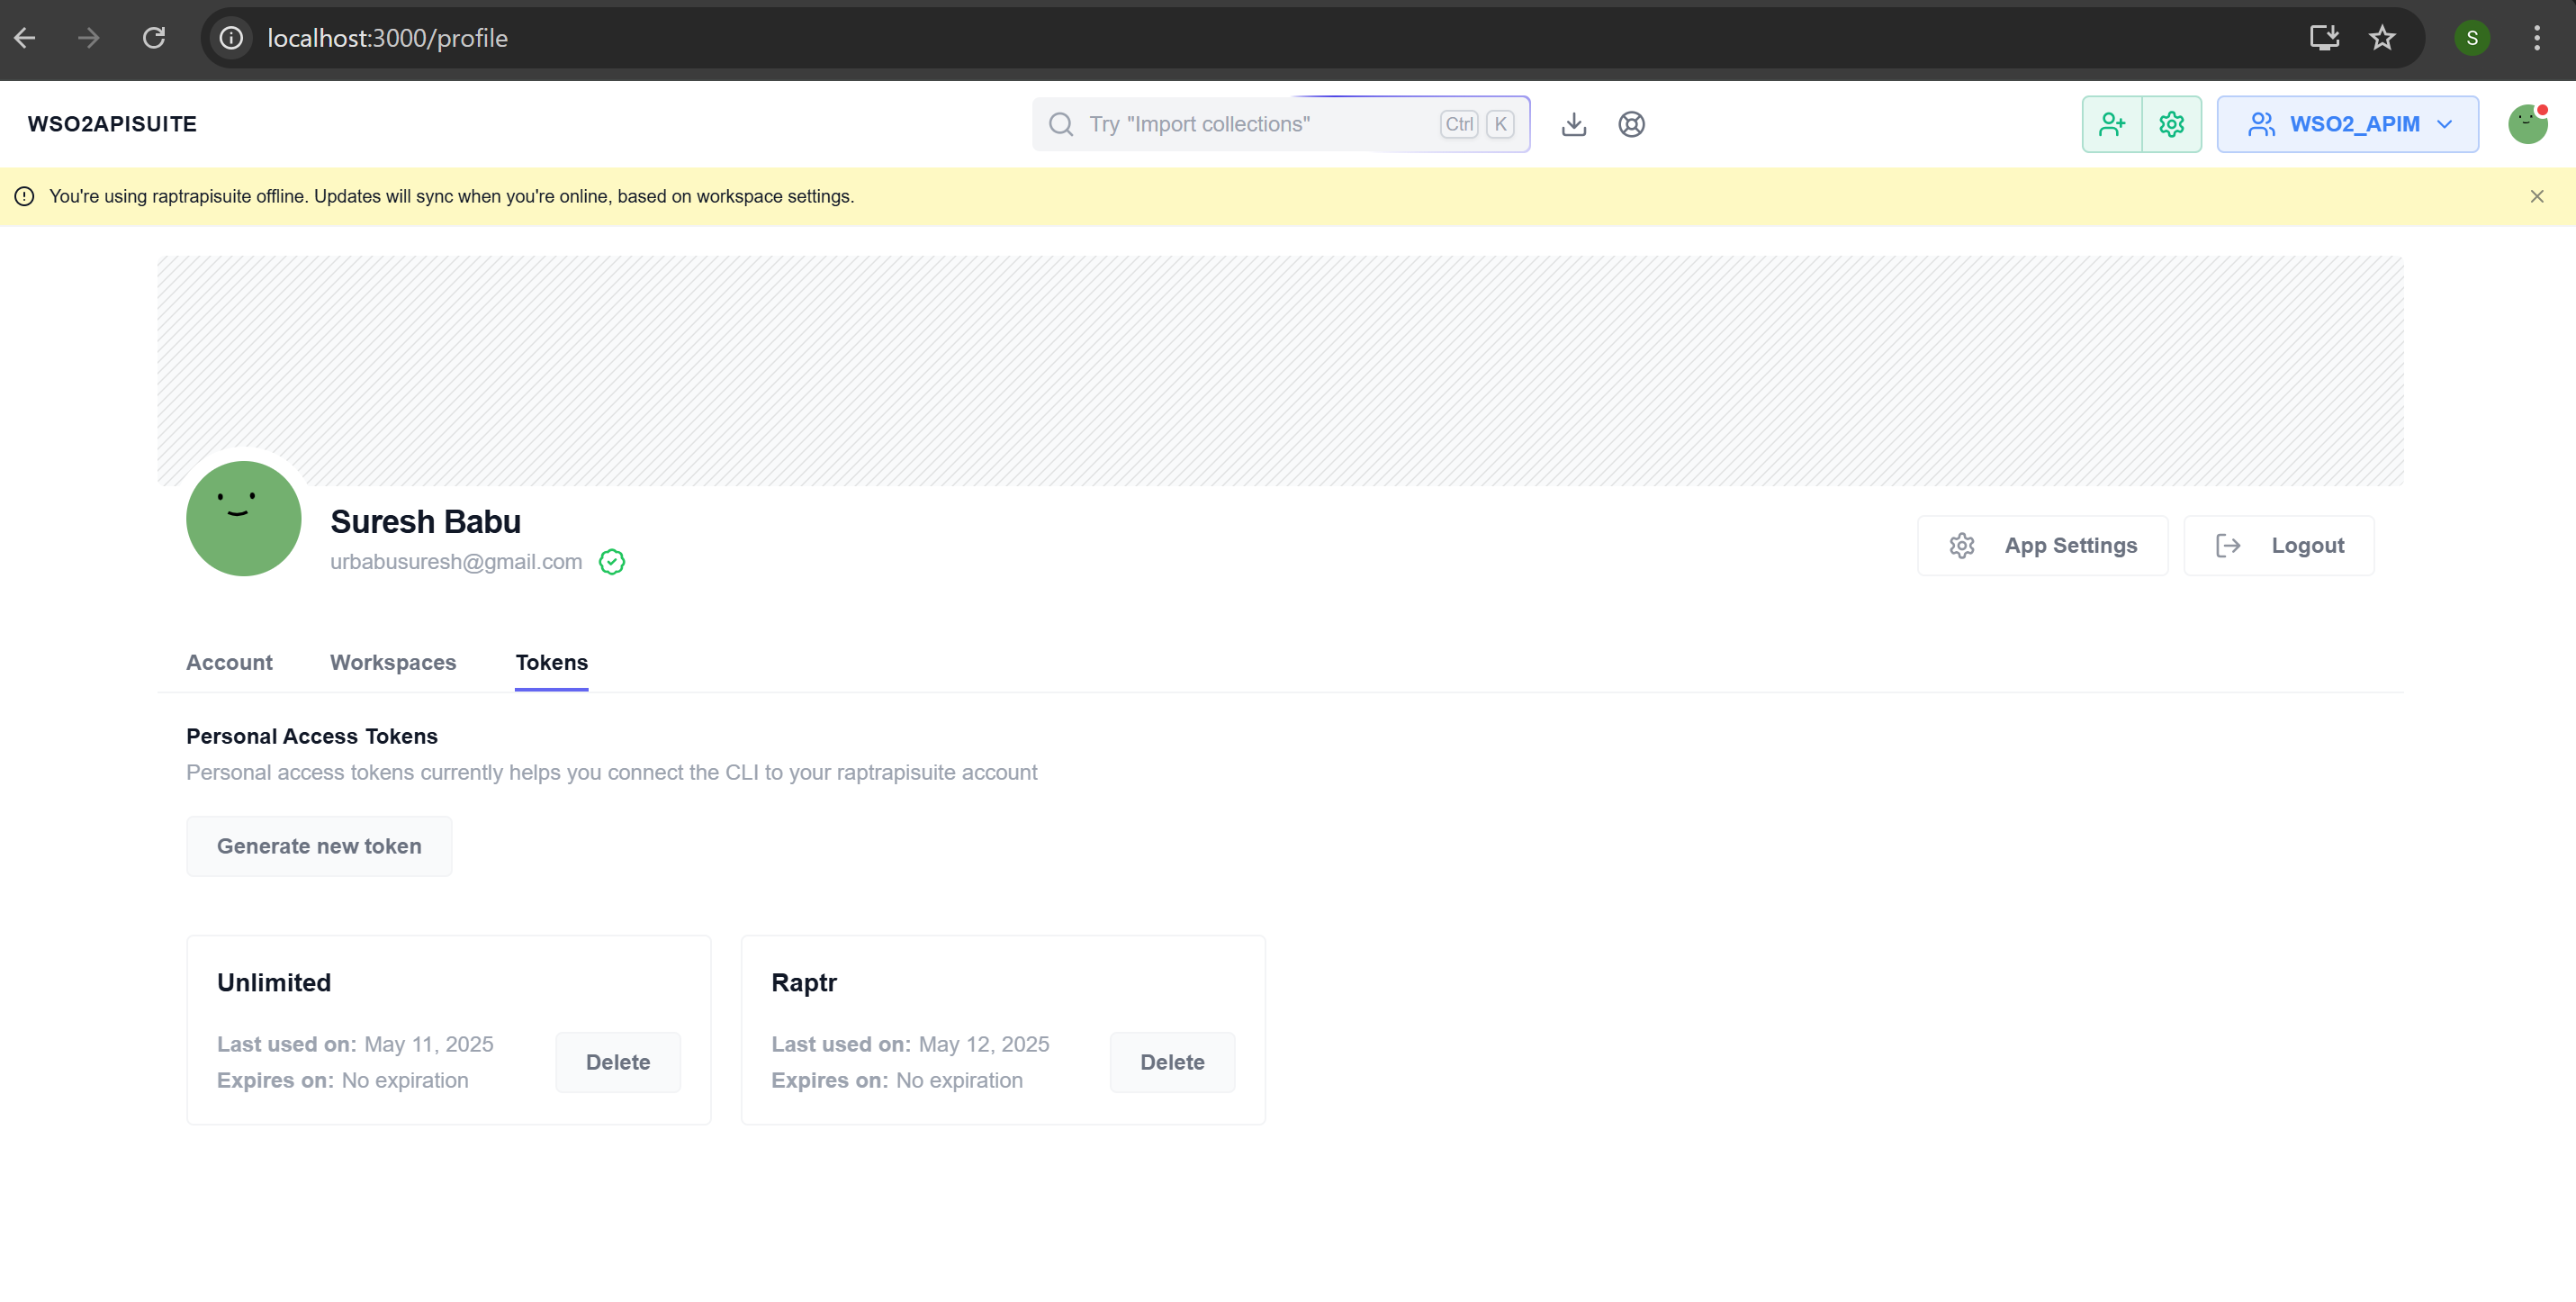 localhost:3000/profile
S
WSO2APISUITE
Try "Import collections"
Ctrl K
WSO2_APIM
You're using raptrapisuite offline. Updates will sync when you're online, based on workspace settings.
Suresh Babu
urbabusuresh@gmail.com
App Settings
Logout
Account
Workspaces
Tokens
Personal Access Tokens
Personal access tokens currently helps you connect the CLI to your raptrapisuite account
Generate new token
Unlimited
Last used on: May 11, 2025
Expires on: No expiration
Delete
Raptr
Last used on: May 12, 2025
Expires on: No expiration
Delete